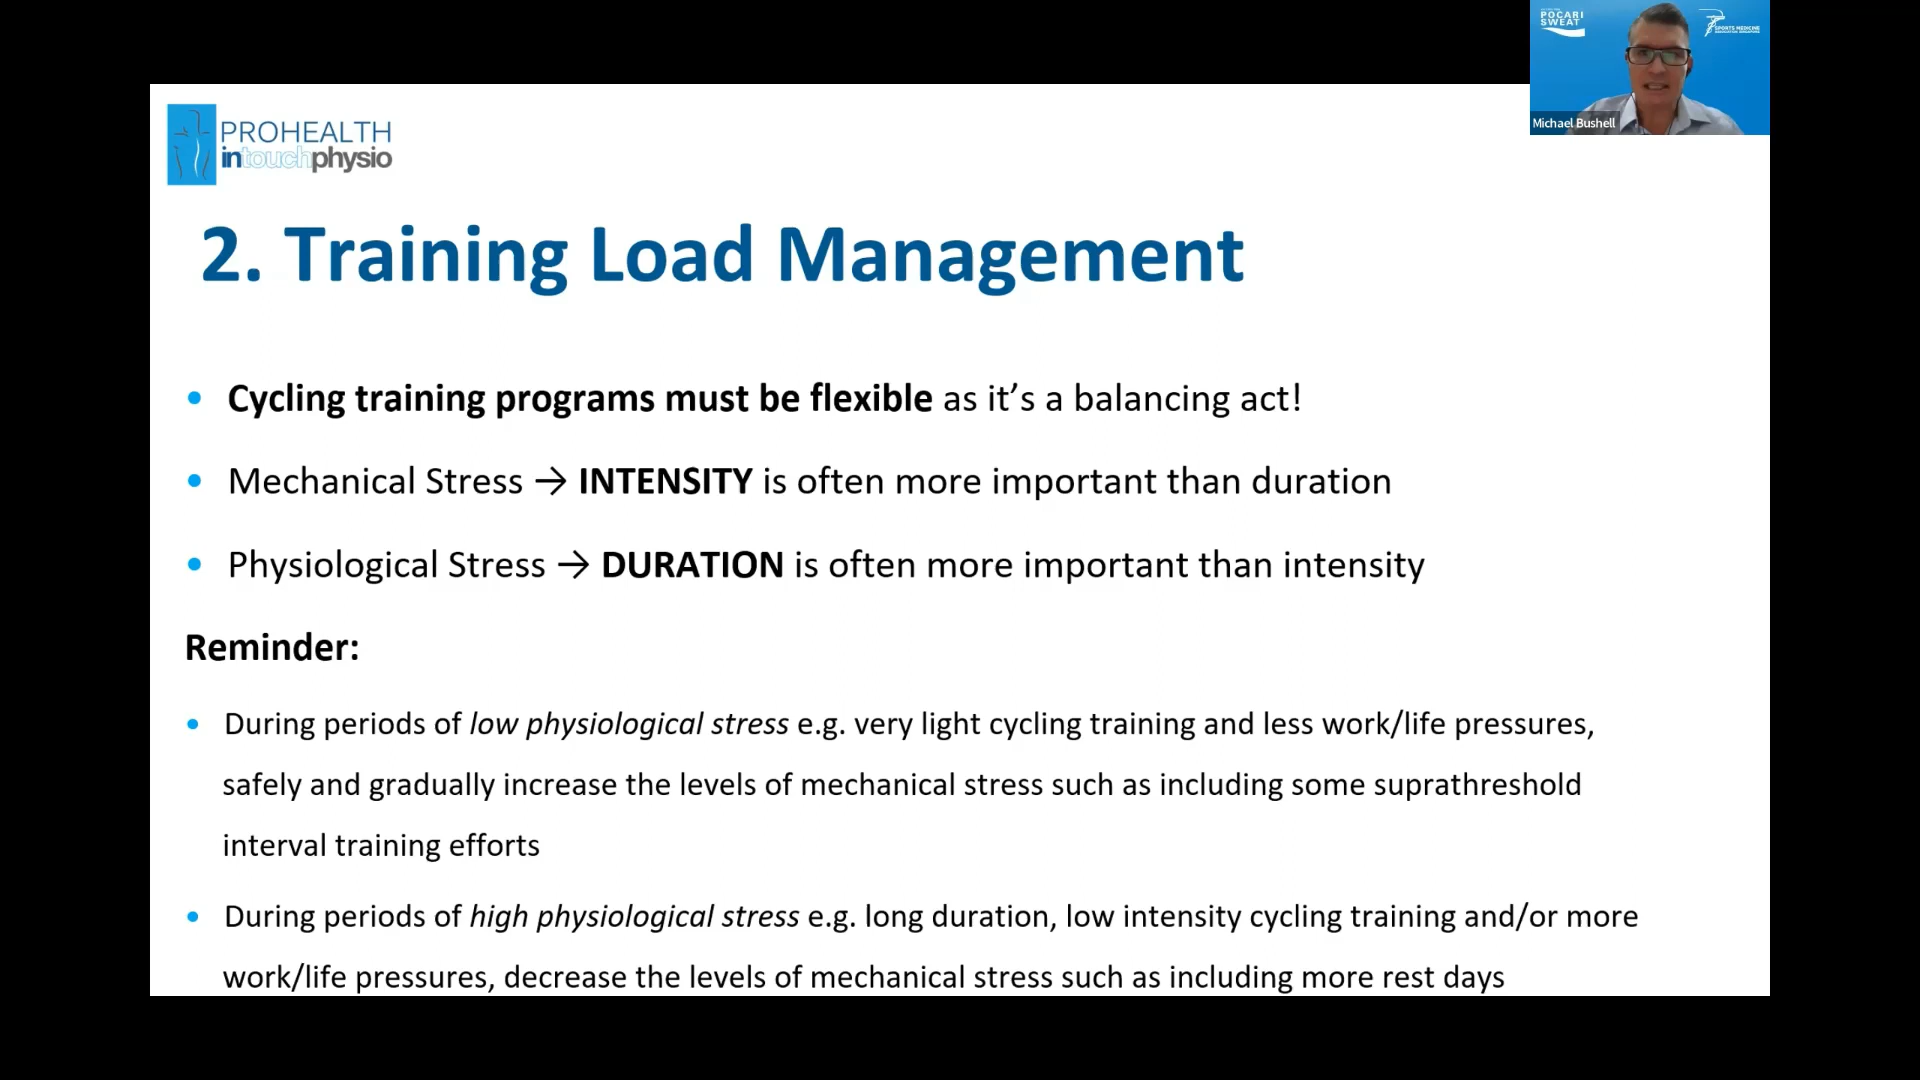 POCARI
SWEAT
SPORTS MEDICINE
ASSOCIATION SINGAPORE
Michael Bushell
PROHEALTH
intouchphysio
2. Training Load Management
• Cycling training programs must be flexible as it’s a balancing act!
• Mechanical Stress → INTENSITY is often more important than duration
• Physiological Stress → DURATION is often more important than intensity
Reminder:
• During periods of low physiological stress e.g. very light cycling training and less work/life pressures,
safely and gradually increase the levels of mechanical stress such as including some suprathreshold
interval training efforts
• During periods of high physiological stress e.g. long duration, low intensity cycling training and/or more
work/life pressures, decrease the levels of mechanical stress such as including more rest days